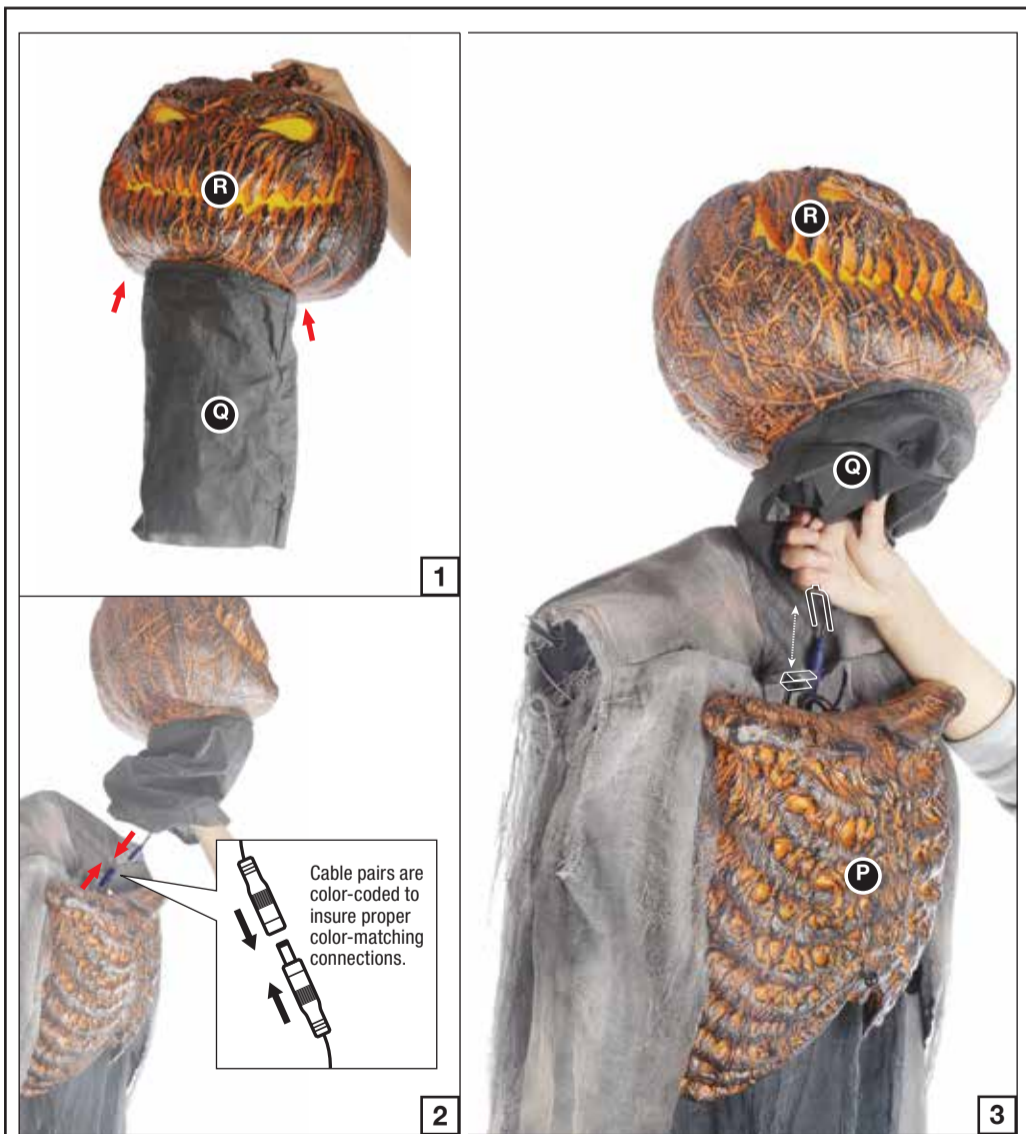 R
Q
1
Cable pairs are
color-coded to
insure proper
color-matching
connections.
2
R
Q
P
3